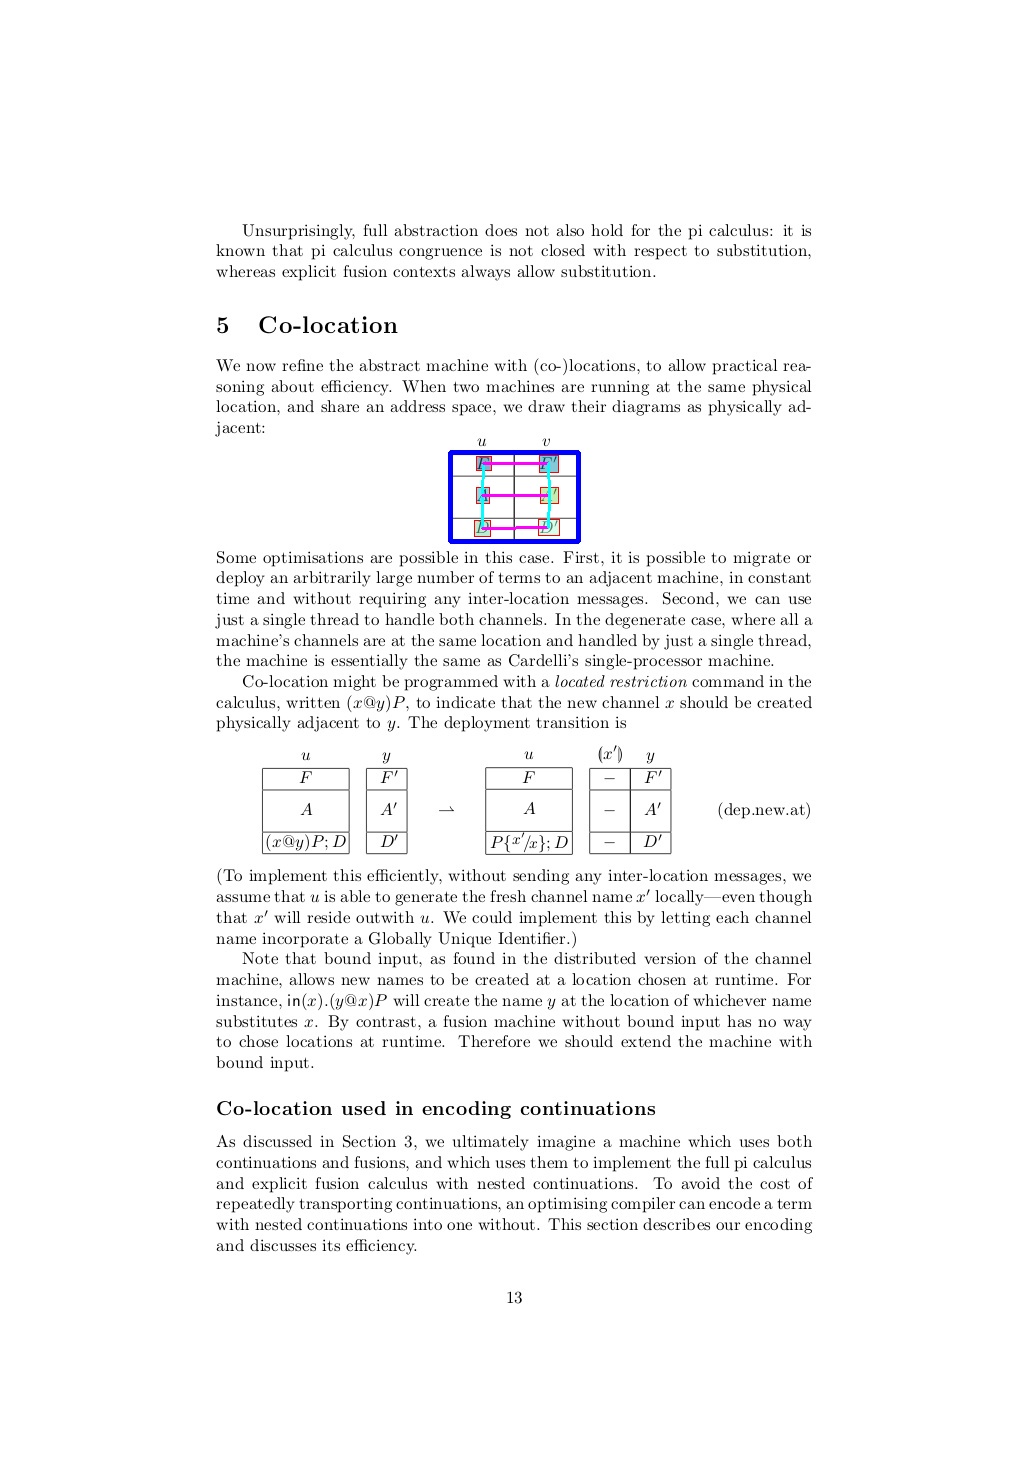 Unsurprisingly, full abstraction does not also hold for the pi calculus: it is
known that pi calculus congruence is not closed with respect to substitution,
whereas explicit fusion contexts always allow substitution.
5 Co-location
We now refine the abstract machine with (co-)locations, to allow practical rea-
soning about efficiency. When two machines are running at the same physical
location, and share an address space, we draw their diagrams as physically ad-
jacent:
u v
F F′
A A′
D D′
Some optimisations are possible in this case. First, it is possible to migrate or
deploy an arbitrarily large number of terms to an adjacent machine, in constant
time and without requiring any inter-location messages. Second, we can use
just a single thread to handle both channels. In the degenerate case, where all a
machine's channels are at the same location and handled by just a single thread,
the machine is essentially the same as Cardelli's single-processor machine.
Co-location might be programmed with a located restriction command in the
calculus, written (x@y)P, to indicate that the new channel x should be created
physically adjacent to y. The deployment transition is
u y u (x′) y
F F′ F – F′
A A′ ⇀ A – A′ (dep.new.at)
(x@y)P; D D′ P{x′/x}; D – D′
(To implement this efficiently, without sending any inter-location messages, we
assume that u is able to generate the fresh channel name x′ locally—even though
that x′ will reside outwith u. We could implement this by letting each channel
name incorporate a Globally Unique Identifier.)
Note that bound input, as found in the distributed version of the channel
machine, allows new names to be created at a location chosen at runtime. For
instance, in(x).(y@x)P will create the name y at the location of whichever name
substitutes x. By contrast, a fusion machine without bound input has no way
to chose locations at runtime. Therefore we should extend the machine with
bound input.
Co-location used in encoding continuations
As discussed in Section 3, we ultimately imagine a machine which uses both
continuations and fusions, and which uses them to implement the full pi calculus
and explicit fusion calculus with nested continuations. To avoid the cost of
repeatedly transporting continuations, an optimising compiler can encode a term
with nested continuations into one without. This section describes our encoding
and discusses its efficiency.
13